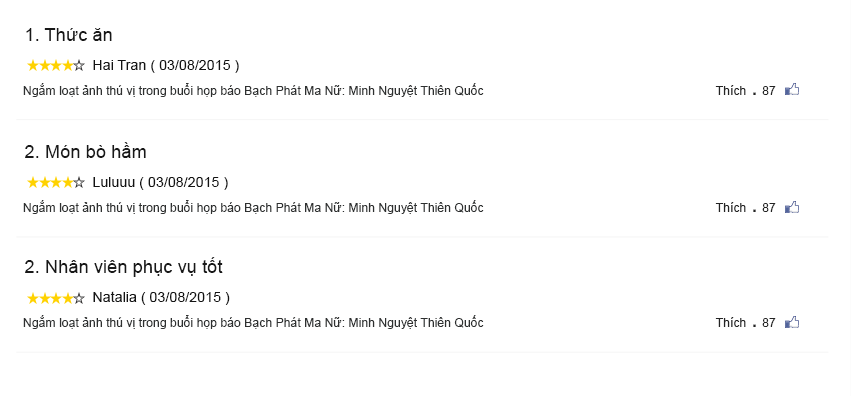 1. Thức ăn
Hai Tran ( 03/08/2015 )
Ngắm loạt ảnh thú vị trong buổi họp báo Bạch Phát Ma Nữ: Minh Nguyệt Thiên Quốc Thích . 87
2. Món bò hầm
Luluuu ( 03/08/2015 )
Ngắm loạt ảnh thú vị trong buổi họp báo Bạch Phát Ma Nữ: Minh Nguyệt Thiên Quốc Thích . 87
2. Nhân viên phục vụ tốt
Natalia ( 03/08/2015 )
Ngắm loạt ảnh thú vị trong buổi họp báo Bạch Phát Ma Nữ: Minh Nguyệt Thiên Quốc Thích . 87